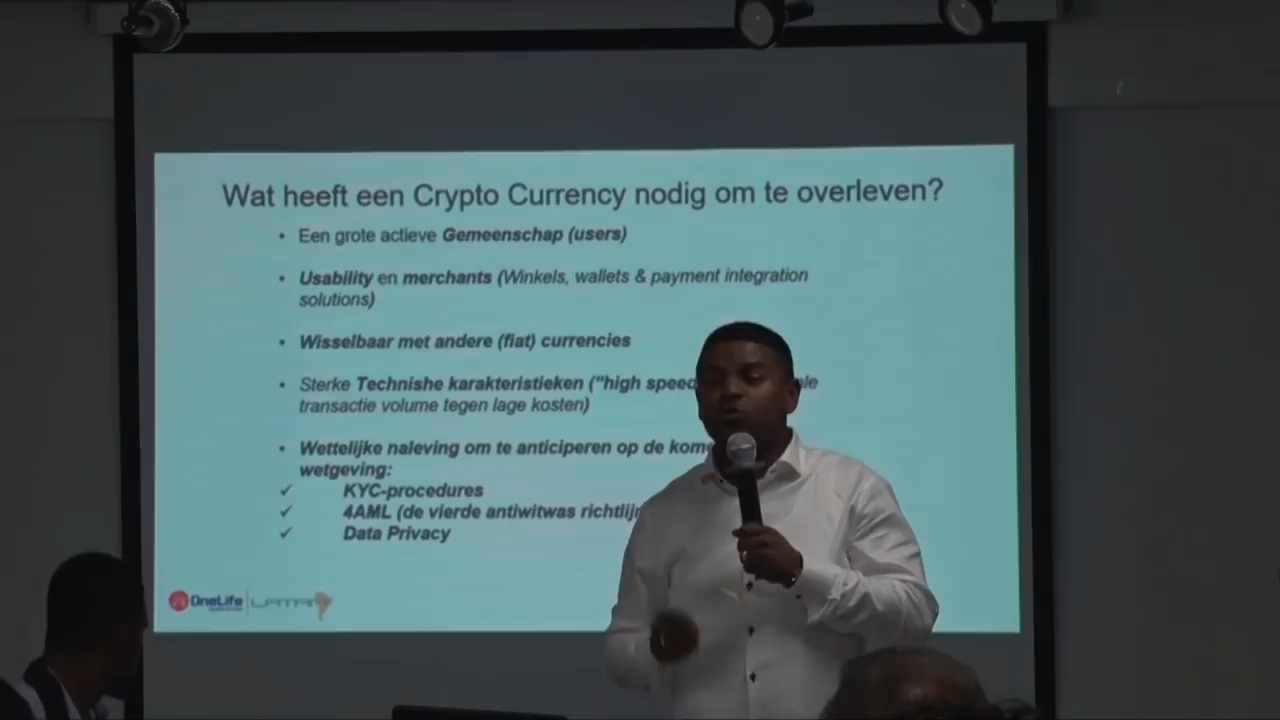 Wat heeft een Crypto Currency nodig om te overleven?
• Een grote actieve Gemeenschap (users)
• Usability en merchants (Winkels, wallets & payment integration
solutions)
• Wisselbaar met andere (fiat) currencies
• Sterke Technishe karakteristieken ("high speed
transactie volume tegen lage kosten)
• Wettelijke naleving om te anticiperen op de
wetgeving:
✓ KYC-procedures
✓ 4AML (de vierde antiwitwas
✓ Data Privacy
OneLife